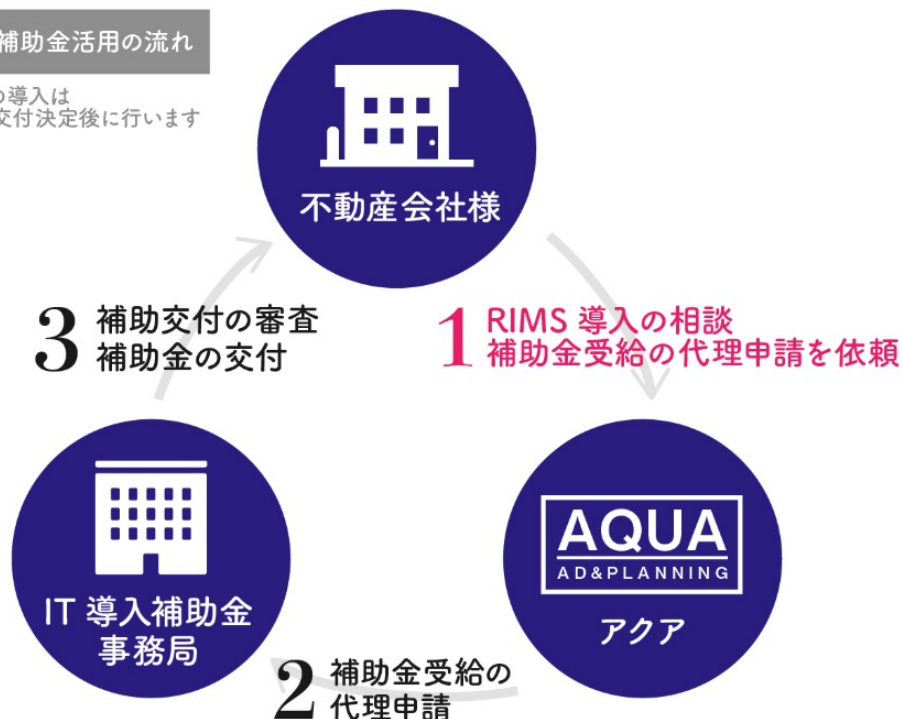 補助金活用の流れ
の導入は
交付決定後に行います
不動産会社様
3 補助交付の審査
補助金の交付
1 RIMS 導入の相談
補助金受給の代理申請を依頼
IT 導入補助金
事務局
AQUA
AD&PLANNING
アクア
2 補助金受給の
代理申請